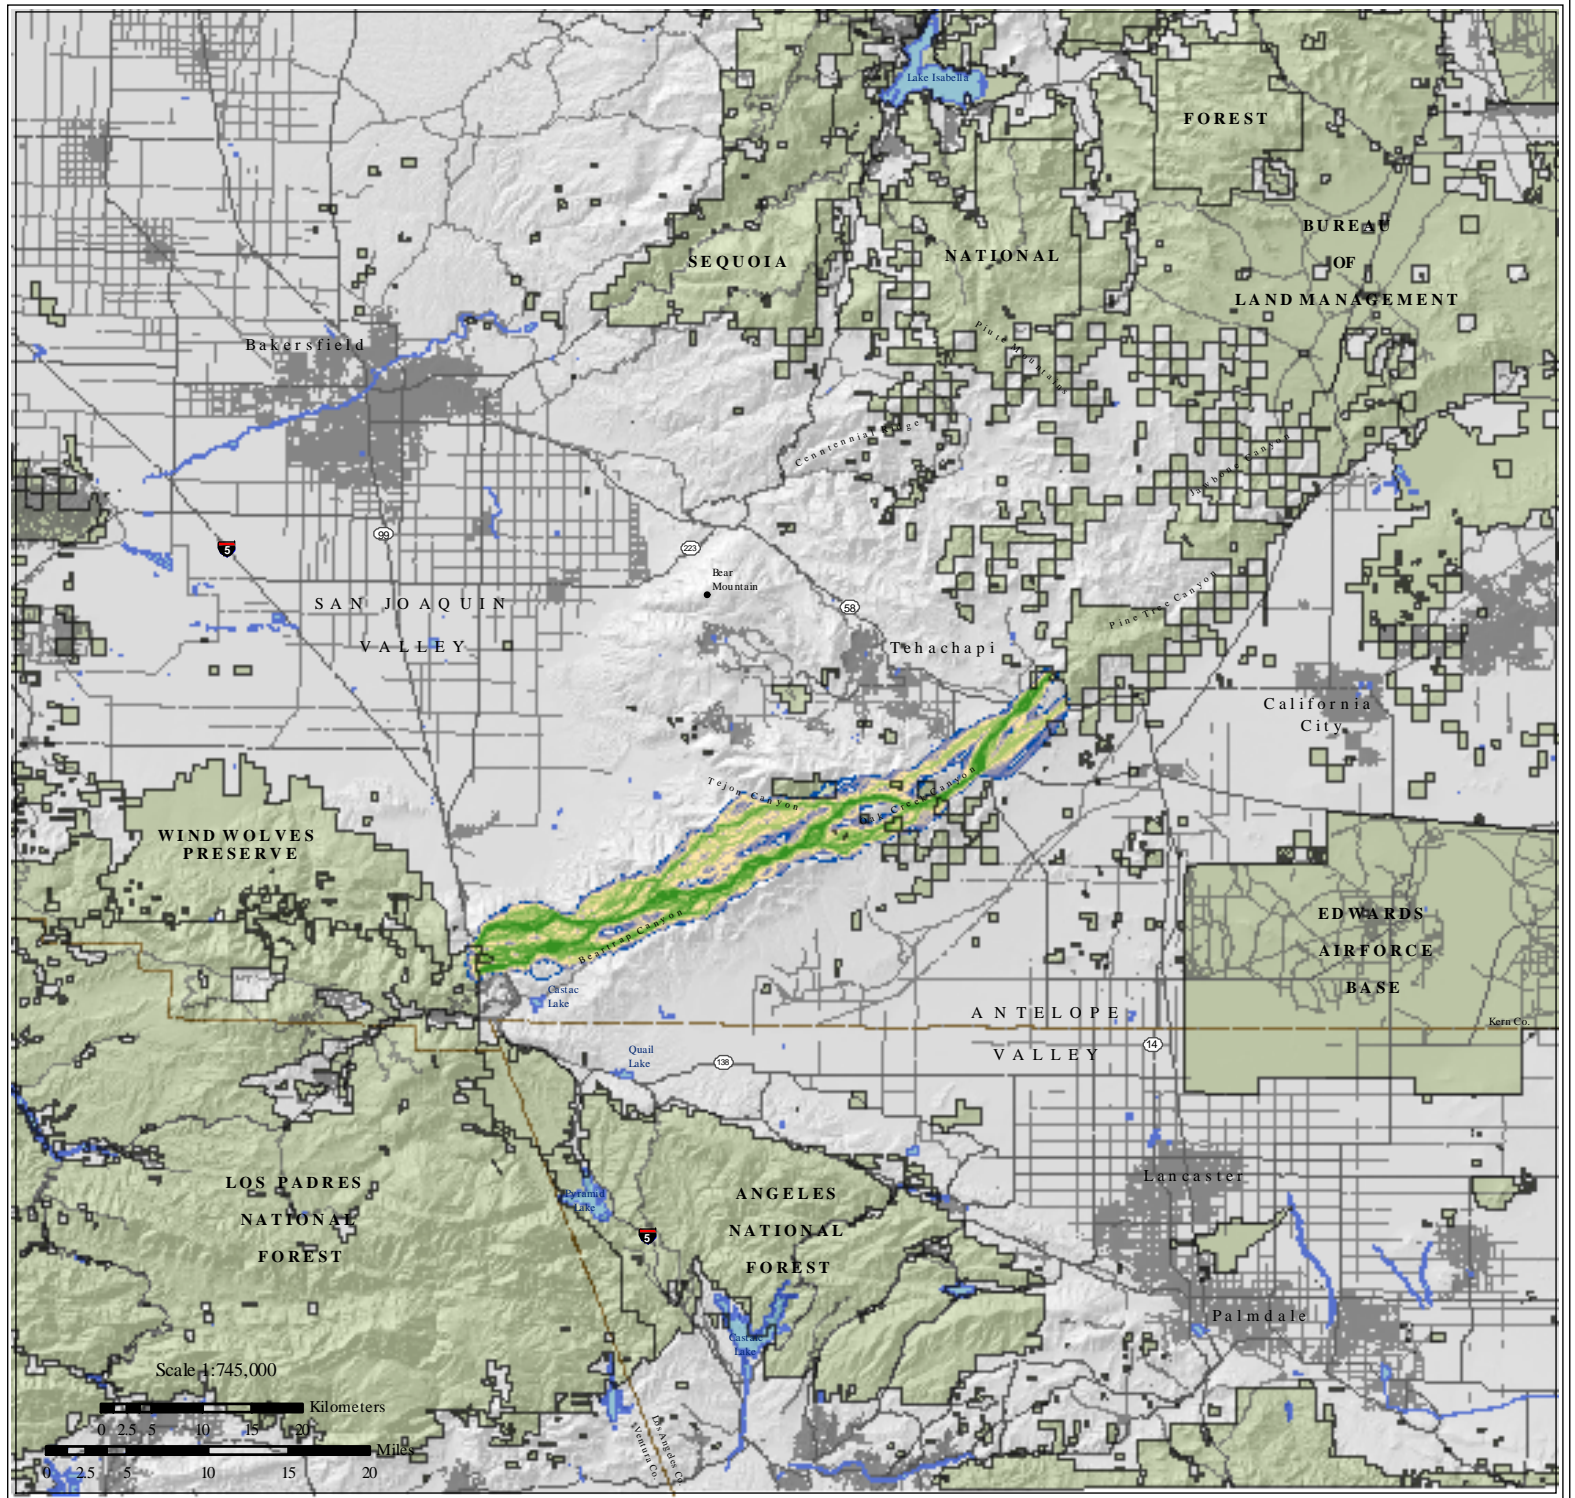 Lake Isabella
FOREST
BUREAU
OF
LAND MANAGEMENT
SEQUOIA
NATIONAL
Piute Mountains
Bakersfield
Cenntennial Ridge
Jawbone Canyon
99
5
223
Bear
Mountain
SAN JOAQUIN
VALLEY
58
Pine Tree Canyon
Tehachapi
California
City
Tejon Canyon
Oak Creek Canyon
WIND WOLVES
PRESERVE
EDWARDS
AIRFORCE
BASE
Beartrap Canyon
Castac
Lake
ANTELOPE
VALLEY
Kern Co.
14
Quail
Lake
138
LOS PADRES
NATIONAL
FOREST
Pyramid
Lake
5
ANGELES
NATIONAL
FOREST
Lancaster
Palmdale
Castaic
Lake
Scale 1:745,000
Kilometers
0 2.5 5 10 15 20
Miles
0 2.5 5 10 15 20
Ventura Co.
Los Angeles Co.